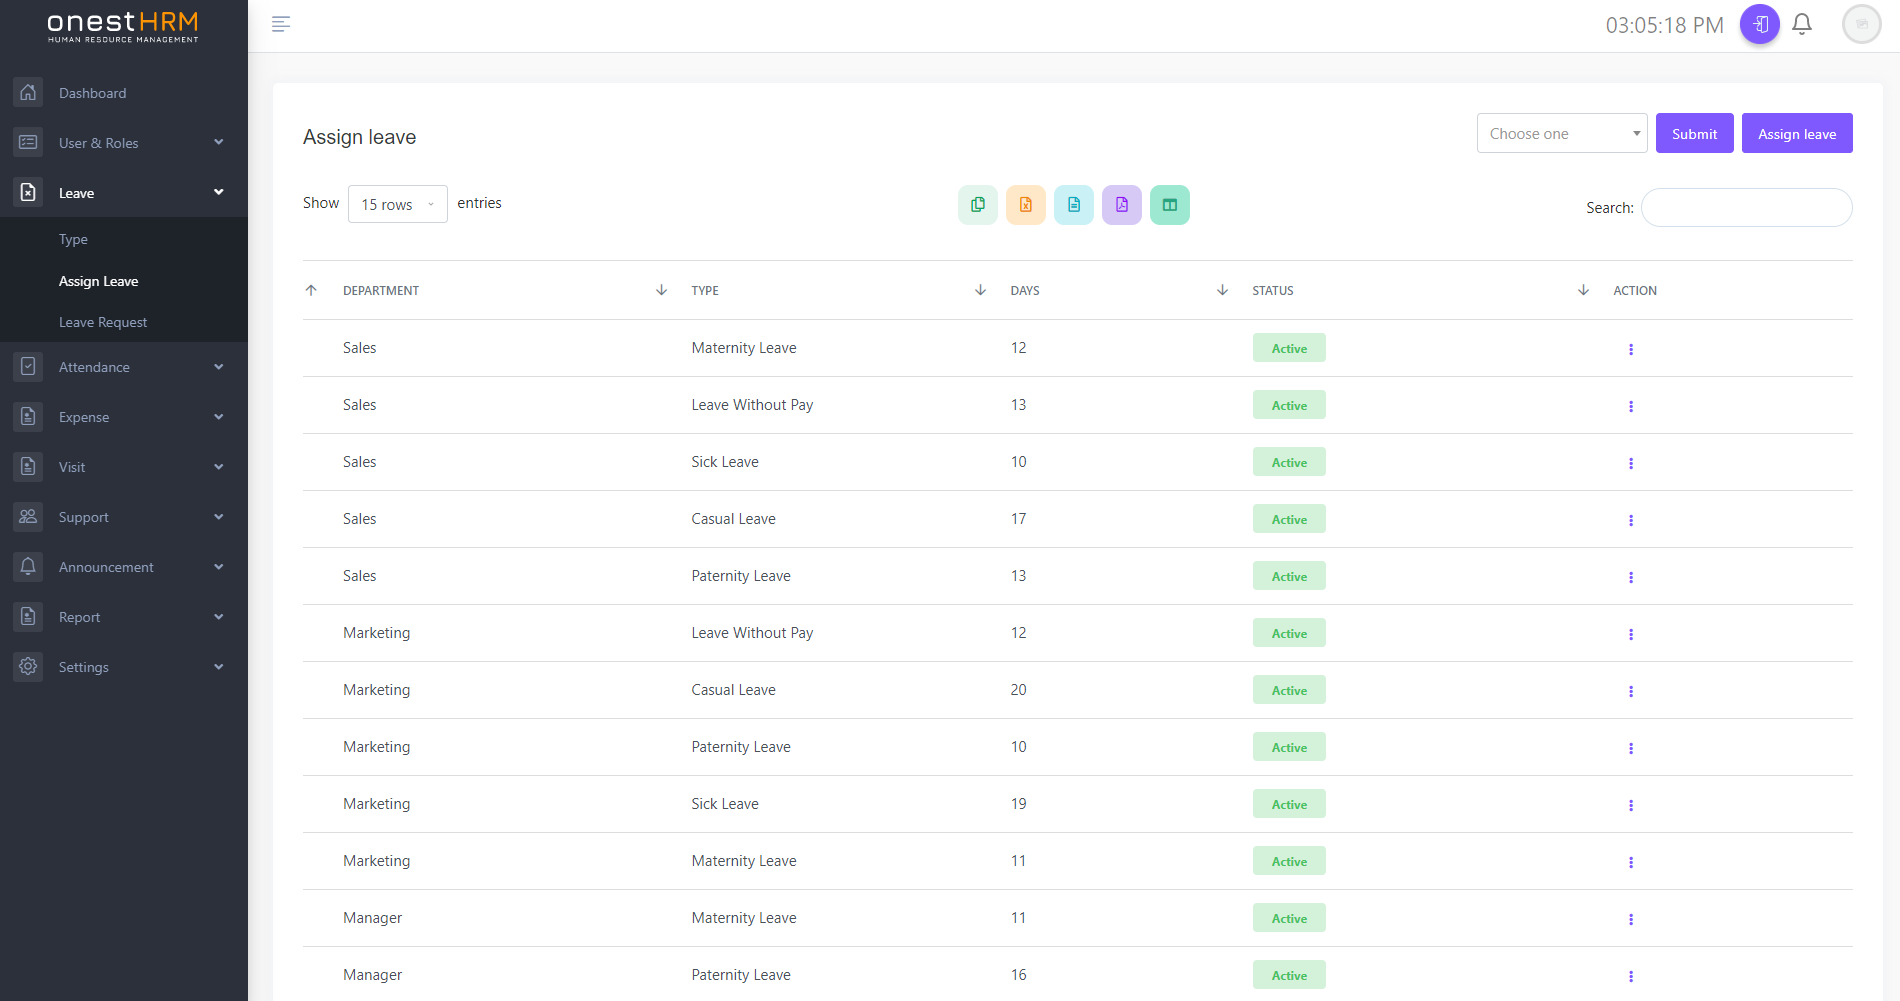 onestHRM
HUMAN RESOURCE MANAGEMENT
Dashboard
User & Roles
Leave
Type
Assign Leave
Leave Request
Attendance
Expense
Visit
Support
Announcement
Report
Settings
03:05:18 PM
Assign leave
Choose one
Submit
Assign leave
Show 15 rows entries
Search:
DEPARTMENT TYPE DAYS STATUS ACTION
Sales Maternity Leave 12 Active
Sales Leave Without Pay 13 Active
Sales Sick Leave 10 Active
Sales Casual Leave 17 Active
Sales Paternity Leave 13 Active
Marketing Leave Without Pay 12 Active
Marketing Casual Leave 20 Active
Marketing Paternity Leave 10 Active
Marketing Sick Leave 19 Active
Marketing Maternity Leave 11 Active
Manager Maternity Leave 11 Active
Manager Paternity Leave 16 Active